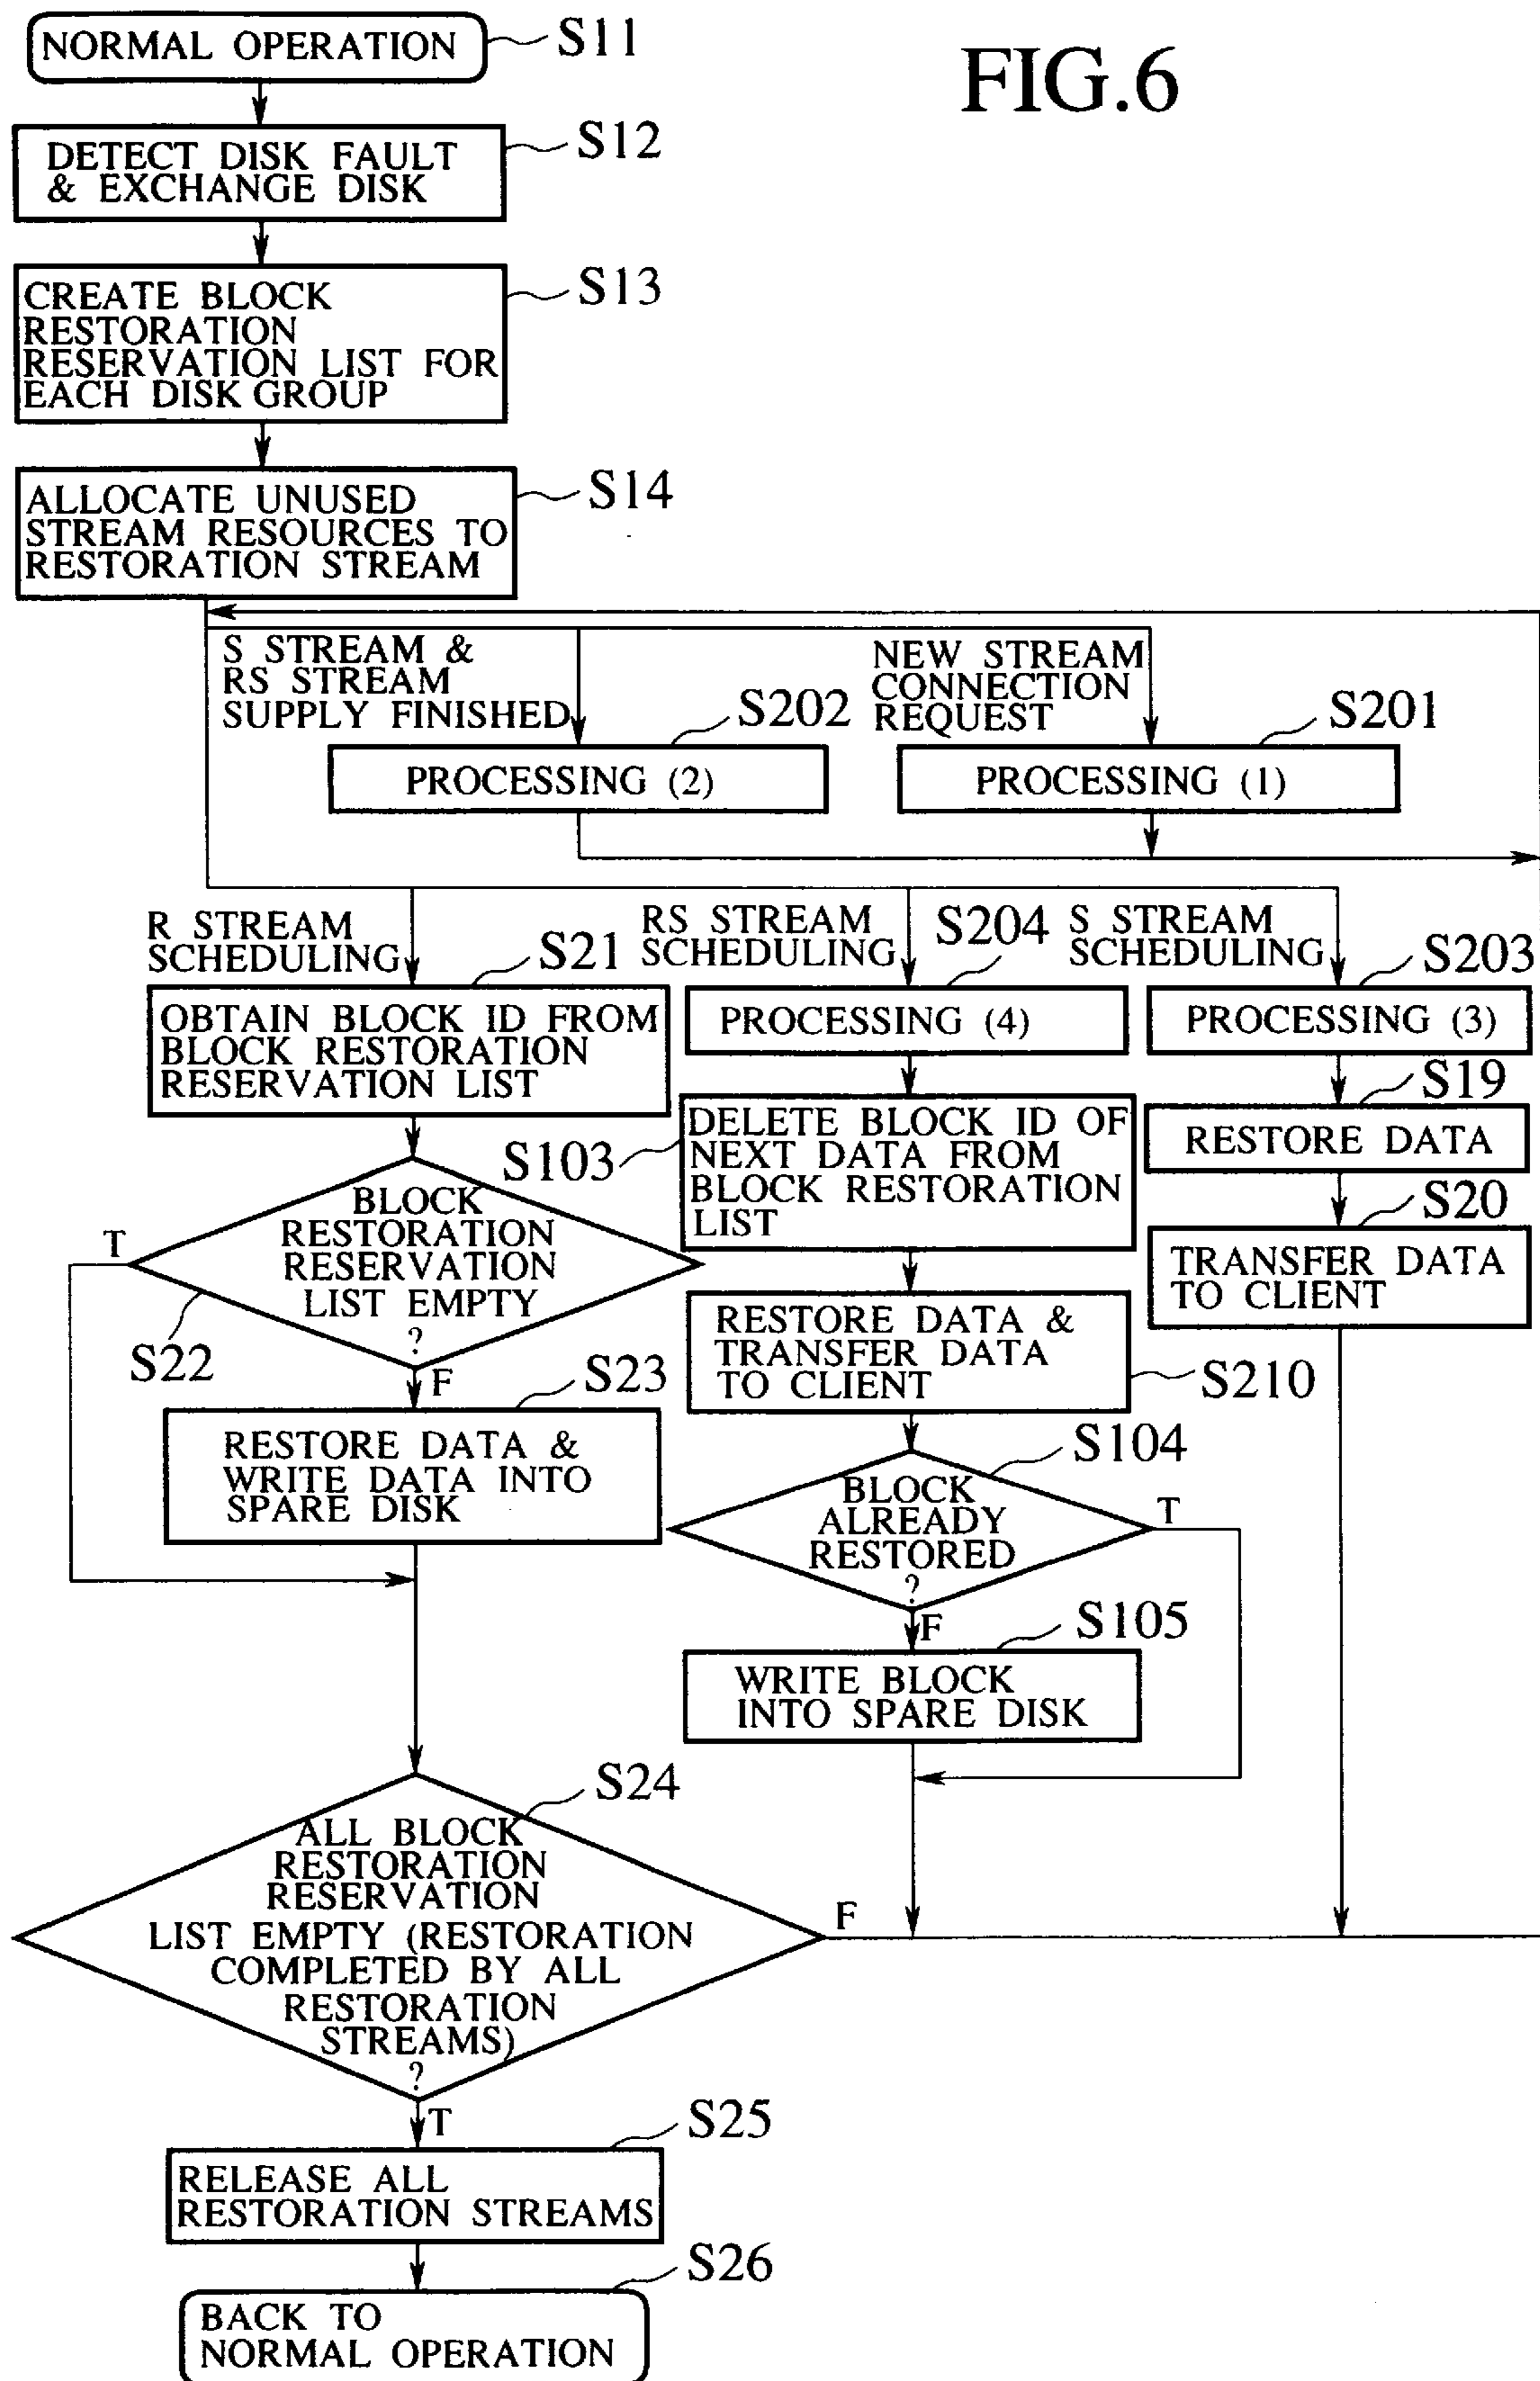 FIG.6
NORMAL OPERATION
S11
DETECT DISK FAULT
& EXCHANGE DISK
S12
CREATE BLOCK
RESTORATION
RESERVATION LIST FOR
EACH DISK GROUP
S13
ALLOCATE UNUSED
STREAM RESOURCES TO
RESTORATION STREAM
S14
S STREAM &
RS STREAM
SUPPLY FINISHED
S202
PROCESSING (2)
NEW STREAM
CONNECTION
REQUEST
S201
PROCESSING (1)
R STREAM
SCHEDULING
S21
OBTAIN BLOCK ID FROM
BLOCK RESTORATION
RESERVATION LIST
BLOCK
RESTORATION
RESERVATION
LIST EMPTY
?
T
S22
F
S23
RESTORE DATA &
WRITE DATA INTO
SPARE DISK
RS STREAM
SCHEDULING
S204
PROCESSING (4)
S103
DELETE BLOCK ID OF
NEXT DATA FROM
BLOCK RESTORATION
LIST
RESTORE DATA &
TRANSFER DATA
TO CLIENT
S210
S104
BLOCK
ALREADY
RESTORED
?
T
F
S105
WRITE BLOCK
INTO SPARE DISK
S STREAM
SCHEDULING
S203
PROCESSING (3)
S19
RESTORE DATA
S20
TRANSFER DATA
TO CLIENT
S24
ALL BLOCK
RESTORATION
RESERVATION
LIST EMPTY (RESTORATION
COMPLETED BY ALL
RESTORATION
STREAMS)
?
F
T
S25
RELEASE ALL
RESTORATION STREAMS
S26
BACK TO
NORMAL OPERATION